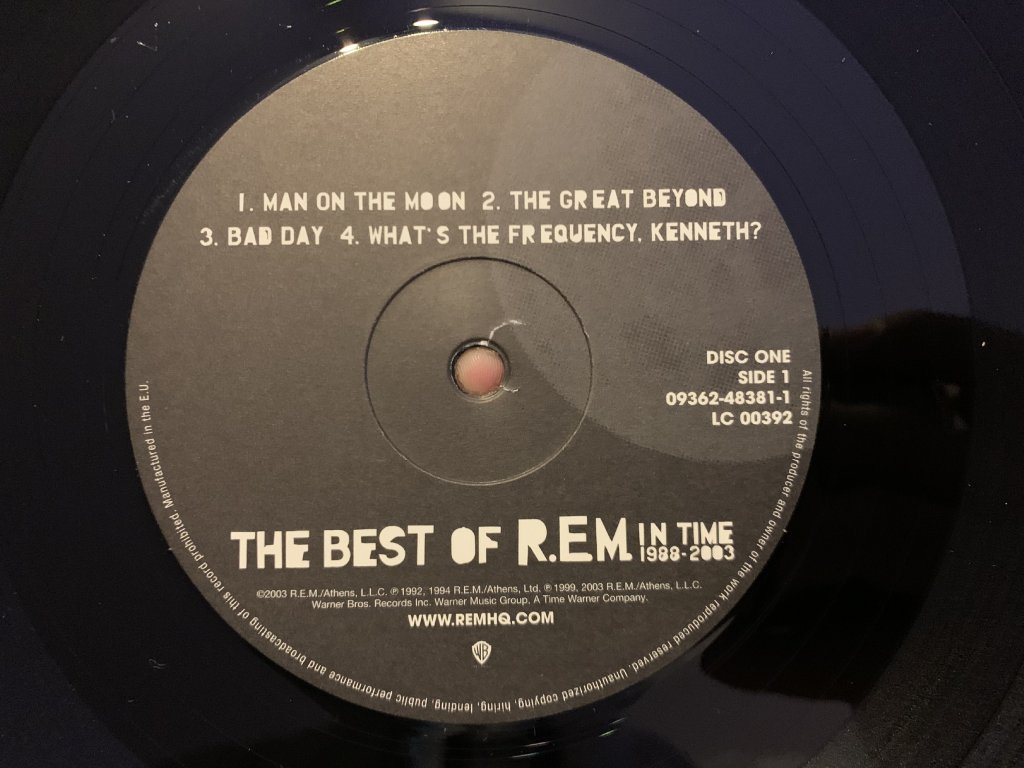 1. MAN ON THE MOON 2. THE GREAT BEYOND
3. BAD DAY 4. WHAT'S THE FREQUENCY, KENNETH?
DISC ONE
SIDE 1
09362-48381-1
LC 00392
THE BEST OF R.E.M. IN TIME
1988-2003
©2003 R.E.M./Athens, L.L.C. ℗ 1992, 1994 R.E.M./Athens, Ltd. ℗ 1999, 2003 R.E.M./Athens, L.L.C.
Warner Bros. Records Inc. Warner Music Group. A Time Warner Company.
WWW.REMHQ.COM
WB
All rights of the producer and owner of the work reproduced reserved. Unauthorized copying, hiring, lending, public performance and broadcasting of this record prohibited. Manufactured in the E.U.